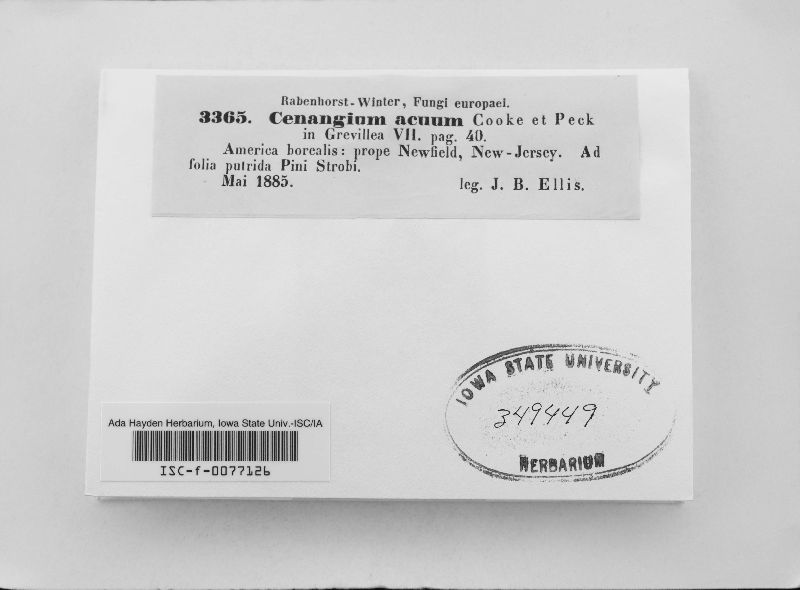 Rabenhorst-Winter, Fungi europaei.
3365. Cenangium acuum Cooke et Peck
in Grevillea VII. pag. 40.
America borealis: prope Newfield, New-Jersey. Ad
folia putrida Pini Strobi.
Mai 1885. leg. J. B. Ellis.
IOWA STATE UNIVERSITY
349449
HERBARIUM
Ada Hayden Herbarium, Iowa State Univ.-ISC/IA
ISC-f-0077126